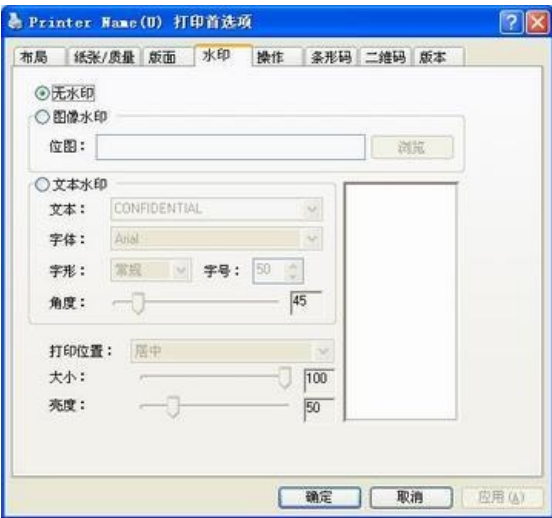 Printer Name(U) 打印首选项
布局 纸张/质量 版面 水印 操作 条形码 二维码 版本
无水印
图像水印
位图： 浏览
文本水印
文本： CONFIDENTIAL
字体： Arial
字形： 常规 字号： 50
角度： 45
打印位置： 居中
大小： 100
亮度： 50
确定 取消 应用(A)